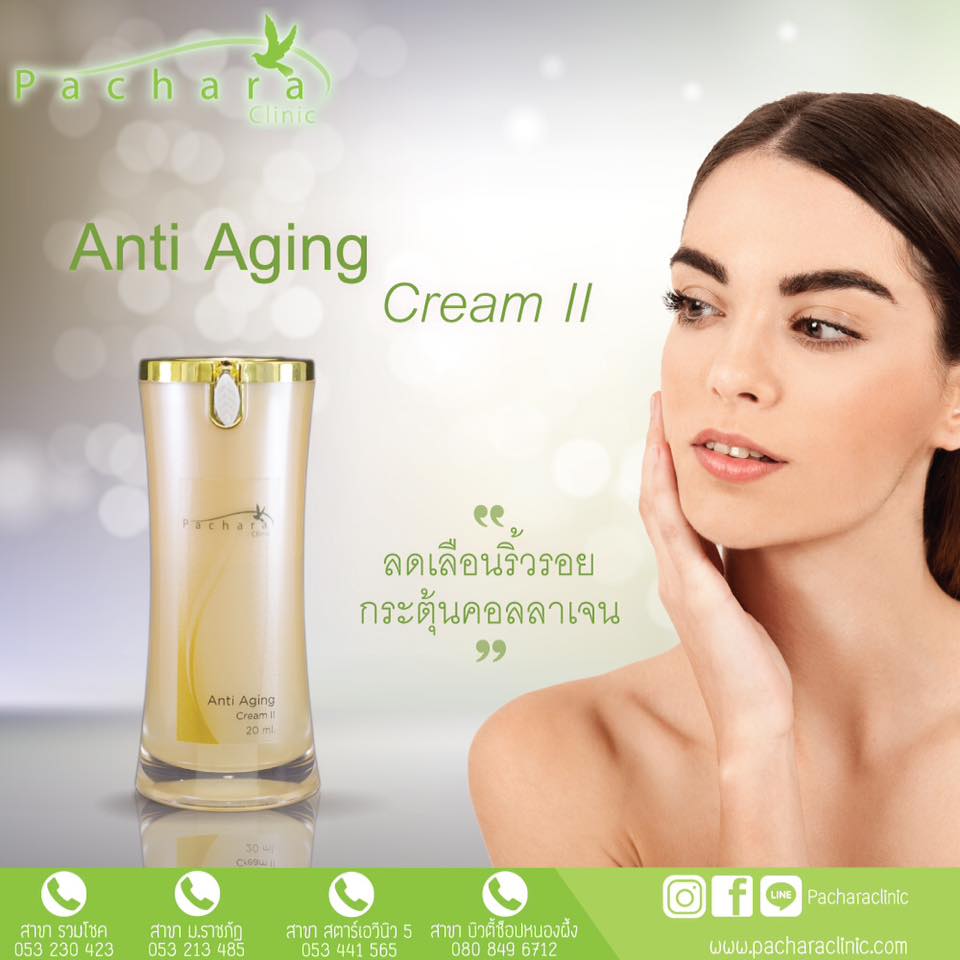 Pachara
Clinic
Anti Aging
Cream II
Pachara
Clinic
Anti Aging
Cream II
20 ml.
“
ลดเลือนริ้วรอย
กระตุ้นคอลลาเจน
”
สาขา รวมโชค
053 230 423
สาขา ม.ราชภัฏ
053 213 485
สาขา สตาร์เอวีนิว 5
053 441 565
สาขา บิวตี้ช็อปหนองผึ้ง
080 849 6712
LINE
Pacharaclinic
www.pacharaclinic.com